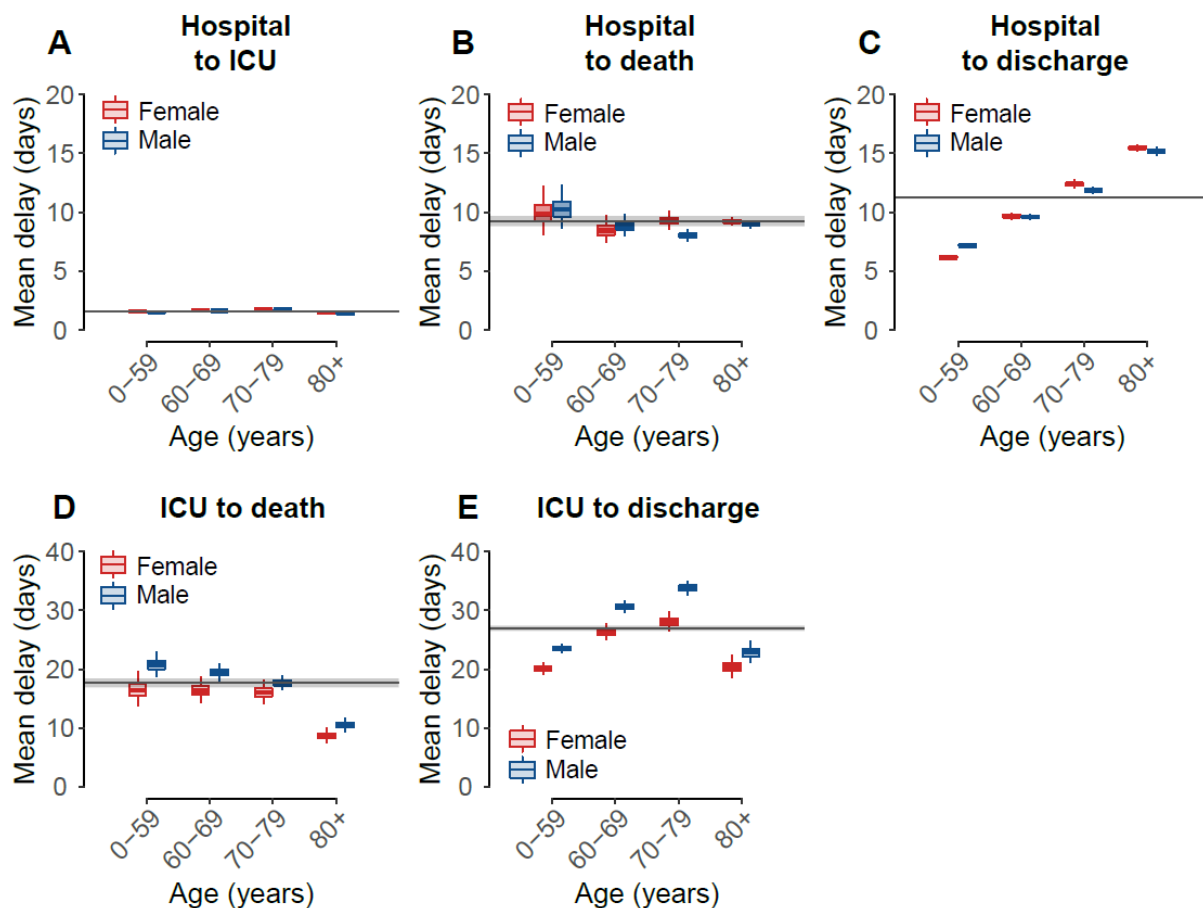 A
Hospital
to ICU
Mean delay (days)
20
15
10
5
0
Female
Male
0−59
60−69
70−79
80+
Age (years)
B
Hospital
to death
Mean delay (days)
20
15
10
5
0
Female
Male
0−59
60−69
70−79
80+
Age (years)
C
Hospital
to discharge
Mean delay (days)
20
15
10
5
0
Female
Male
0−59
60−69
70−79
80+
Age (years)
D
ICU to death
Mean delay (days)
40
30
20
10
0
Female
Male
0−59
60−69
70−79
80+
Age (years)
E
ICU to discharge
Mean delay (days)
40
30
20
10
0
Female
Male
0−59
60−69
70−79
80+
Age (years)